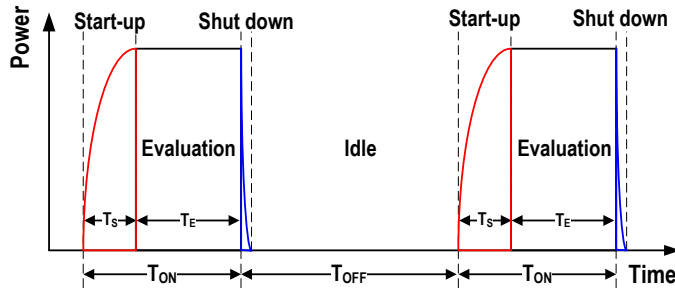 Start-up Shut down Start-up Shut down
Power
Evaluation Idle Evaluation
TS TE TS TE
TON TOFF TON Time